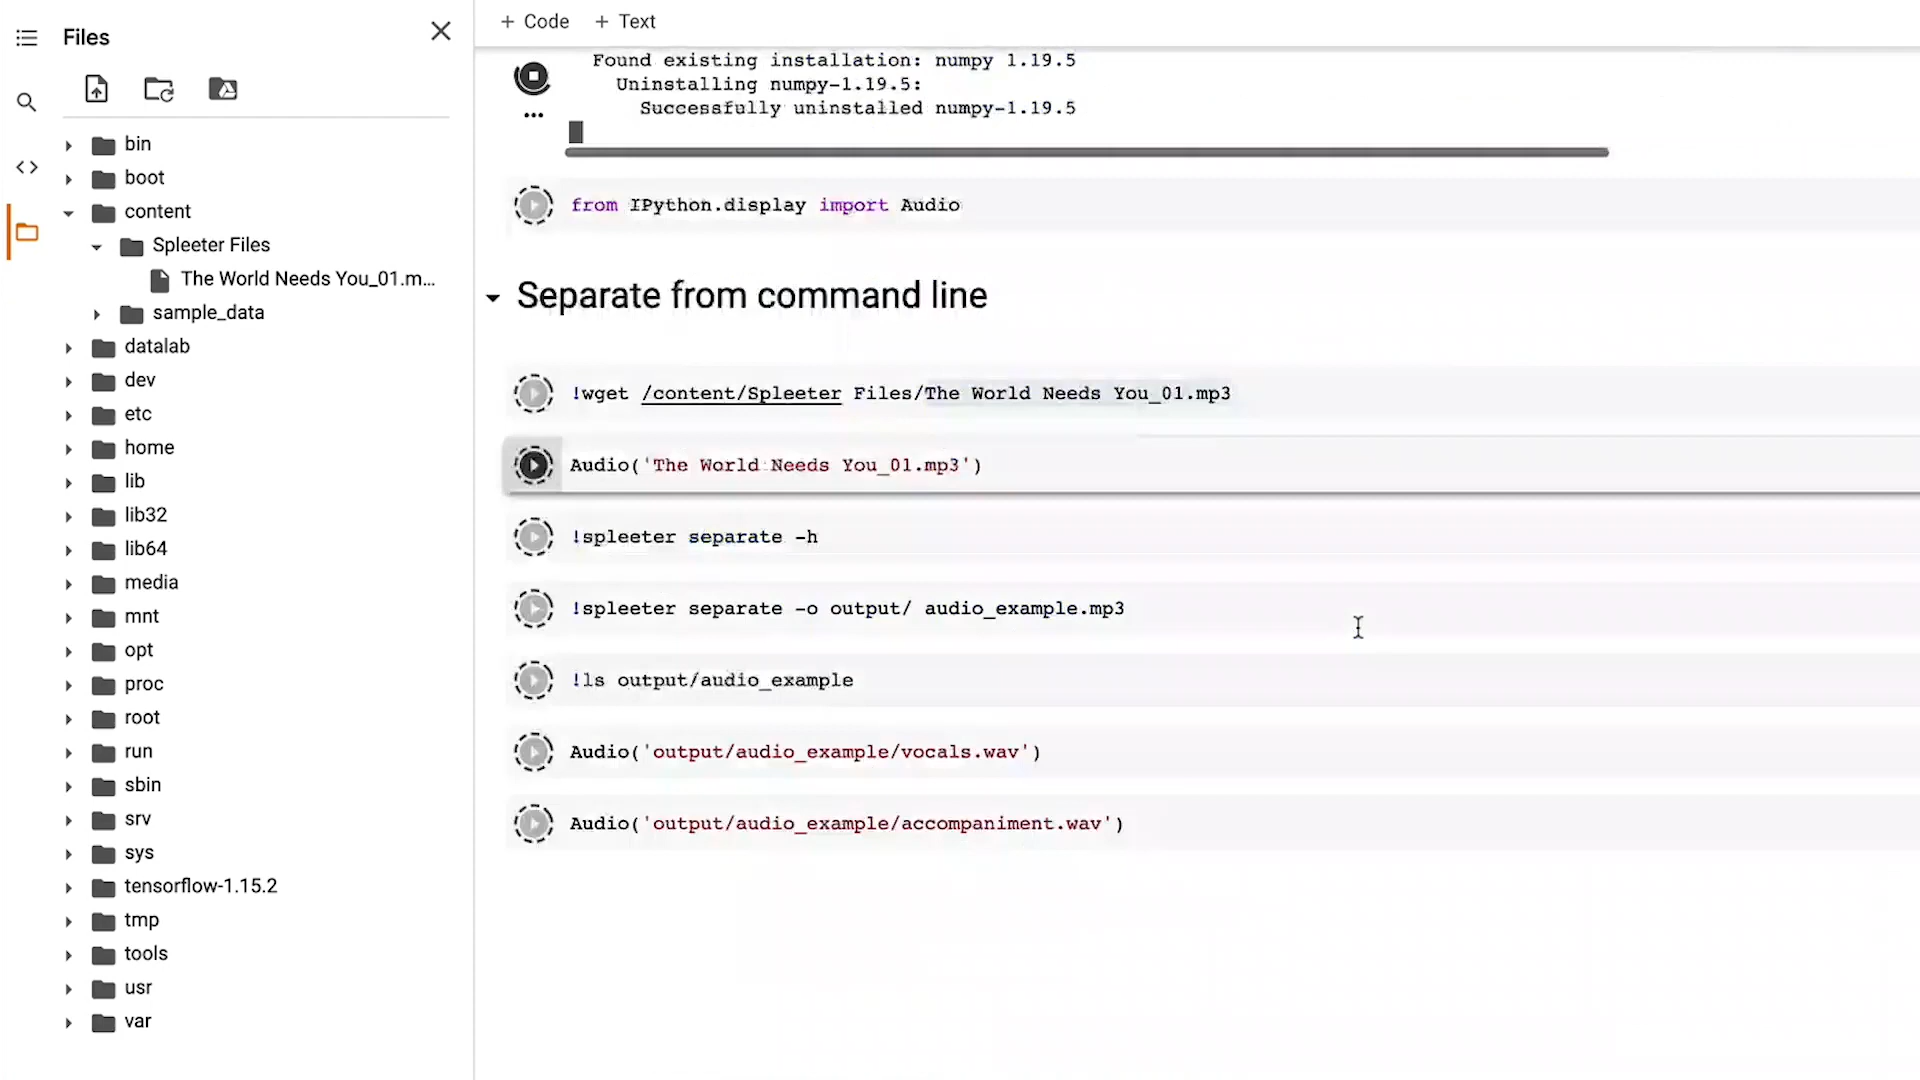 Files
bin
boot
content
Spleeter Files
The World Needs You_01.m...
sample_data
datalab
dev
etc
home
lib
lib32
lib64
media
mnt
opt
proc
root
run
sbin
srv
sys
tensorflow-1.15.2
tmp
tools
usr
var
+ Code + Text
Found existing installation: numpy 1.19.5
Uninstalling numpy-1.19.5:
Successfully uninstalled numpy-1.19.5
from IPython.display import Audio
Separate from command line
!wget /content/Spleeter Files/The World Needs You_01.mp3
Audio('The World Needs You_01.mp3')
!spleeter separate -h
!spleeter separate -o output/ audio_example.mp3
!ls output/audio_example
Audio('output/audio_example/vocals.wav')
Audio('output/audio_example/accompaniment.wav')